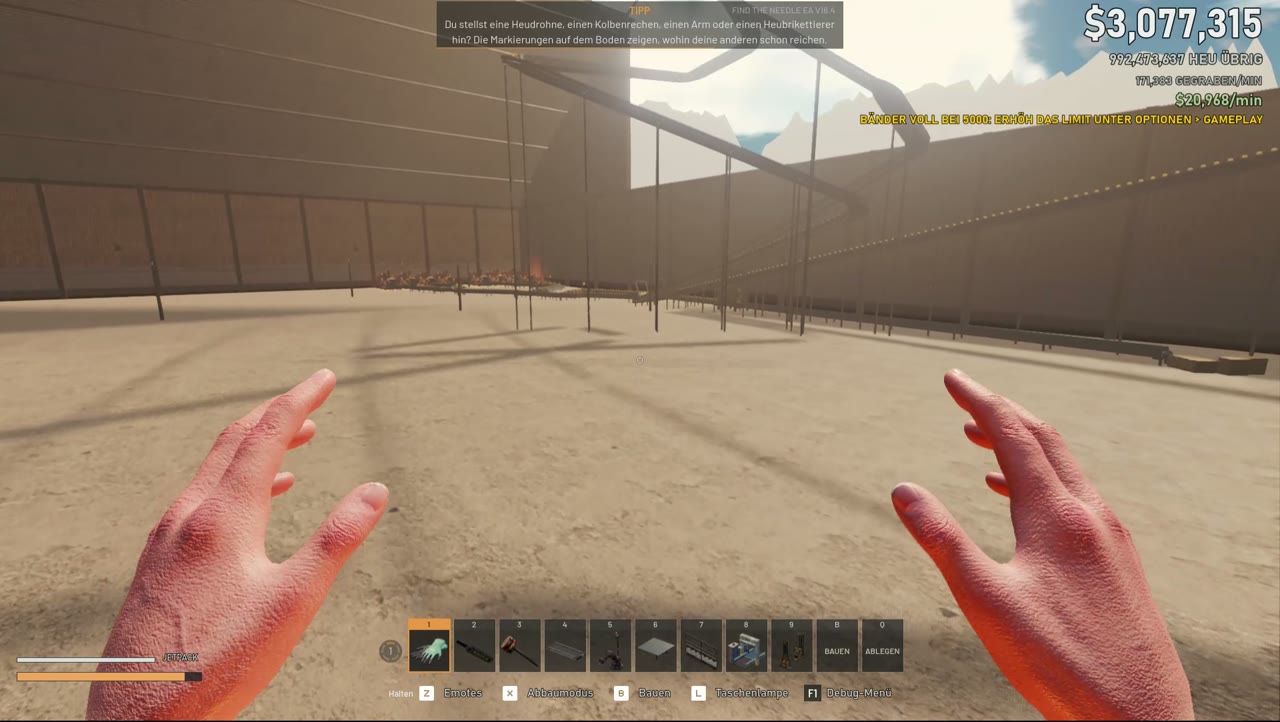 TIPP
FIND THE NEEDLE EA V16.4
Du stellst eine Heudrohne, einen Kolbenrechen, einen Arm oder einen Heubrikettierer
hin? Die Markierungen auf dem Boden zeigen, wohin deine anderen schon reichen.
$3,077,315
992,473,637 HEU ÜBRIG
171,383 GEGRABEN/MIN
$20,968/min
BÄNDER VOLL BEI 5000: ERHÖH DAS LIMIT UNTER OPTIONEN > GAMEPLAY
JETPACK
1
1 2 3 4 5 6 7 8 9 B Q
BAUEN ABLEGEN
Halten Z Emotes X Abbaumodus B Bauen L Taschenlampe F1 Debug-Menü